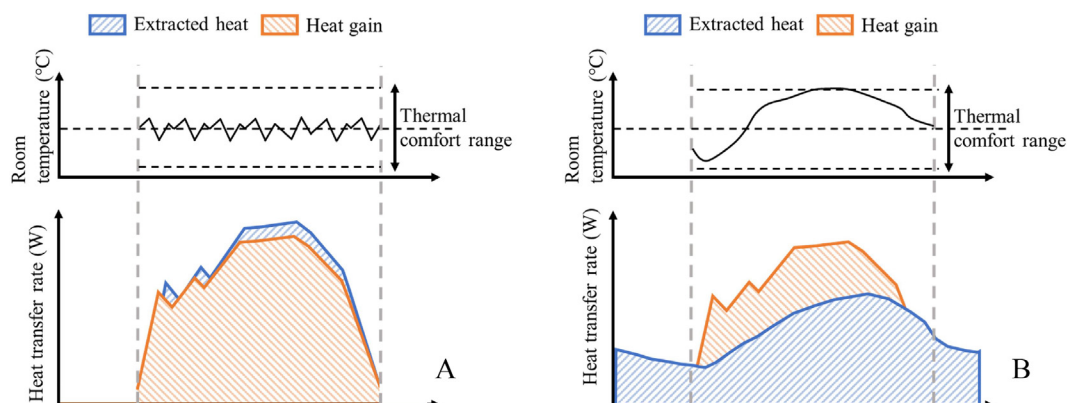 Extracted heat
Heat gain
Room
temperature (°C)
Thermal
comfort range
Heat transfer rate (W)
A
Extracted heat
Heat gain
Room
temperature (°C)
Thermal
comfort range
Heat transfer rate (W)
B